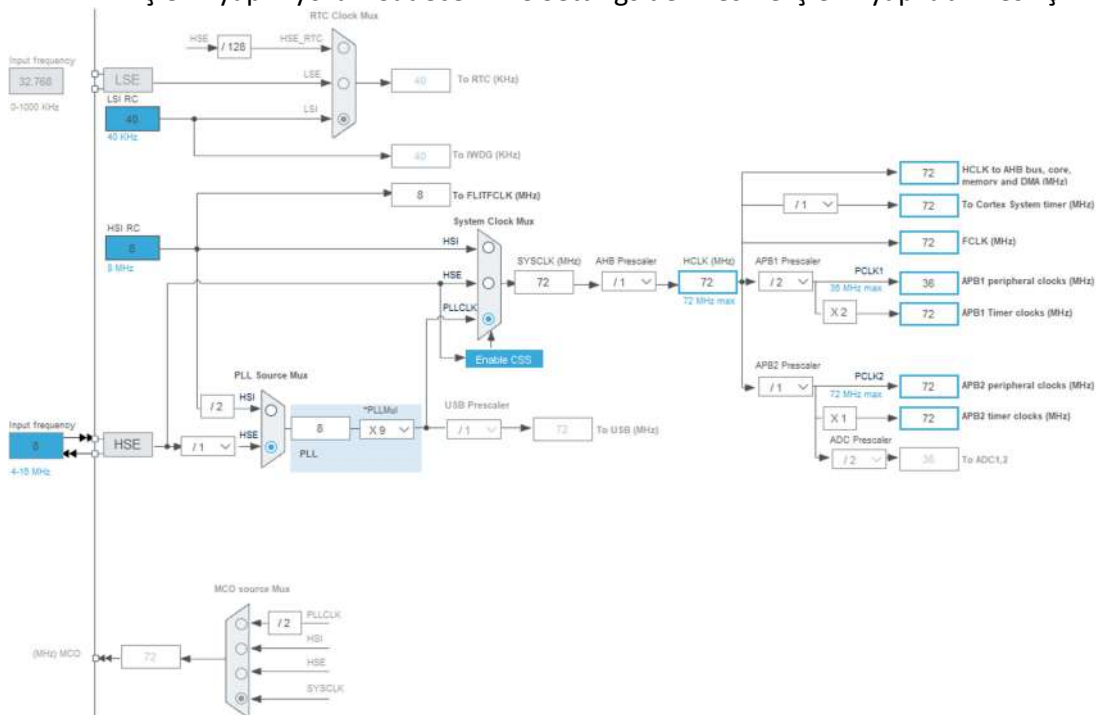 RTC Clock Mux
HSE
/ 128
HSE_RTC
Input frequency
32.768
0-1000 KHz
LSE
LSE
40
To RTC (KHz)
LSI RC
40
40 KHz
LSI
40
To IWDG (KHz)
8
To FLITFCLK (MHz)
System Clock Mux
HSI RC
8
8 MHz
HSI
HSE
PLLCLK
SYSCLK (MHz)
72
AHB Prescaler
/ 1
HCLK (MHz)
72
72 MHz max
Enable CSS
72
HCLK to AHB bus, core,
memory and DMA (MHz)
/ 1
72
To Cortex System timer (MHz)
72
FCLK (MHz)
APB1 Prescaler
/ 2
PCLK1
36 MHz max
36
APB1 peripheral clocks (MHz)
X 2
72
APB1 Timer clocks (MHz)
APB2 Prescaler
/ 1
PCLK2
72 MHz max
72
APB2 peripheral clocks (MHz)
X 1
72
APB2 timer clocks (MHz)
ADC Prescaler
/ 2
36
To ADC1,2
PLL Source Mux
/ 2
HSI
Input frequency
8
4-16 MHz
HSE
/ 1
HSE
8
*PLLMul
X 9
PLL
USB Prescaler
/ 1
72
To USB (MHz)
MCO source Mux
/ 2
PLLCLK
HSI
HSE
SYSCLK
(MHz) MCO
72